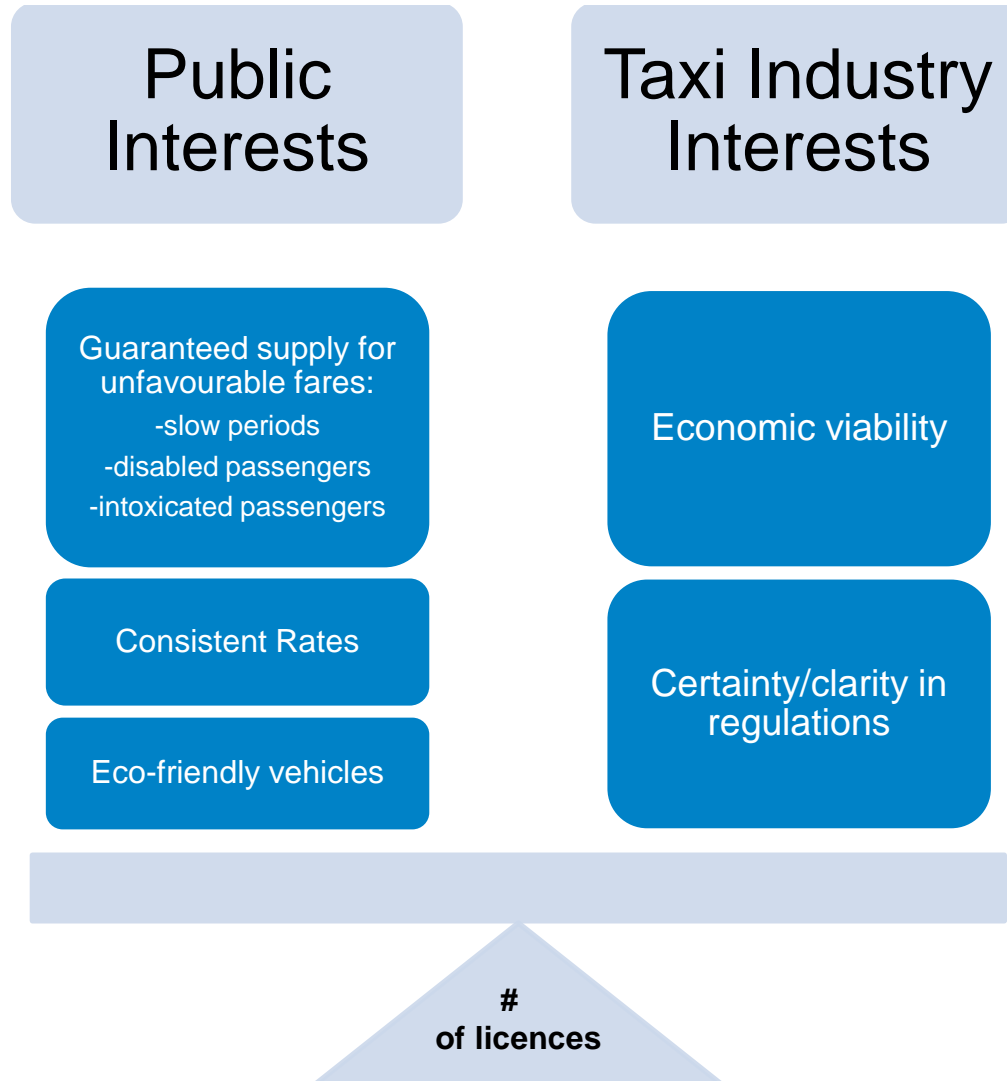 Public
Interests
Taxi Industry
Interests
Guaranteed supply for
unfavourable fares:
-slow periods
-disabled passengers
-intoxicated passengers
Consistent Rates
Eco-friendly vehicles
Economic viability
Certainty/clarity in
regulations
#
of licences